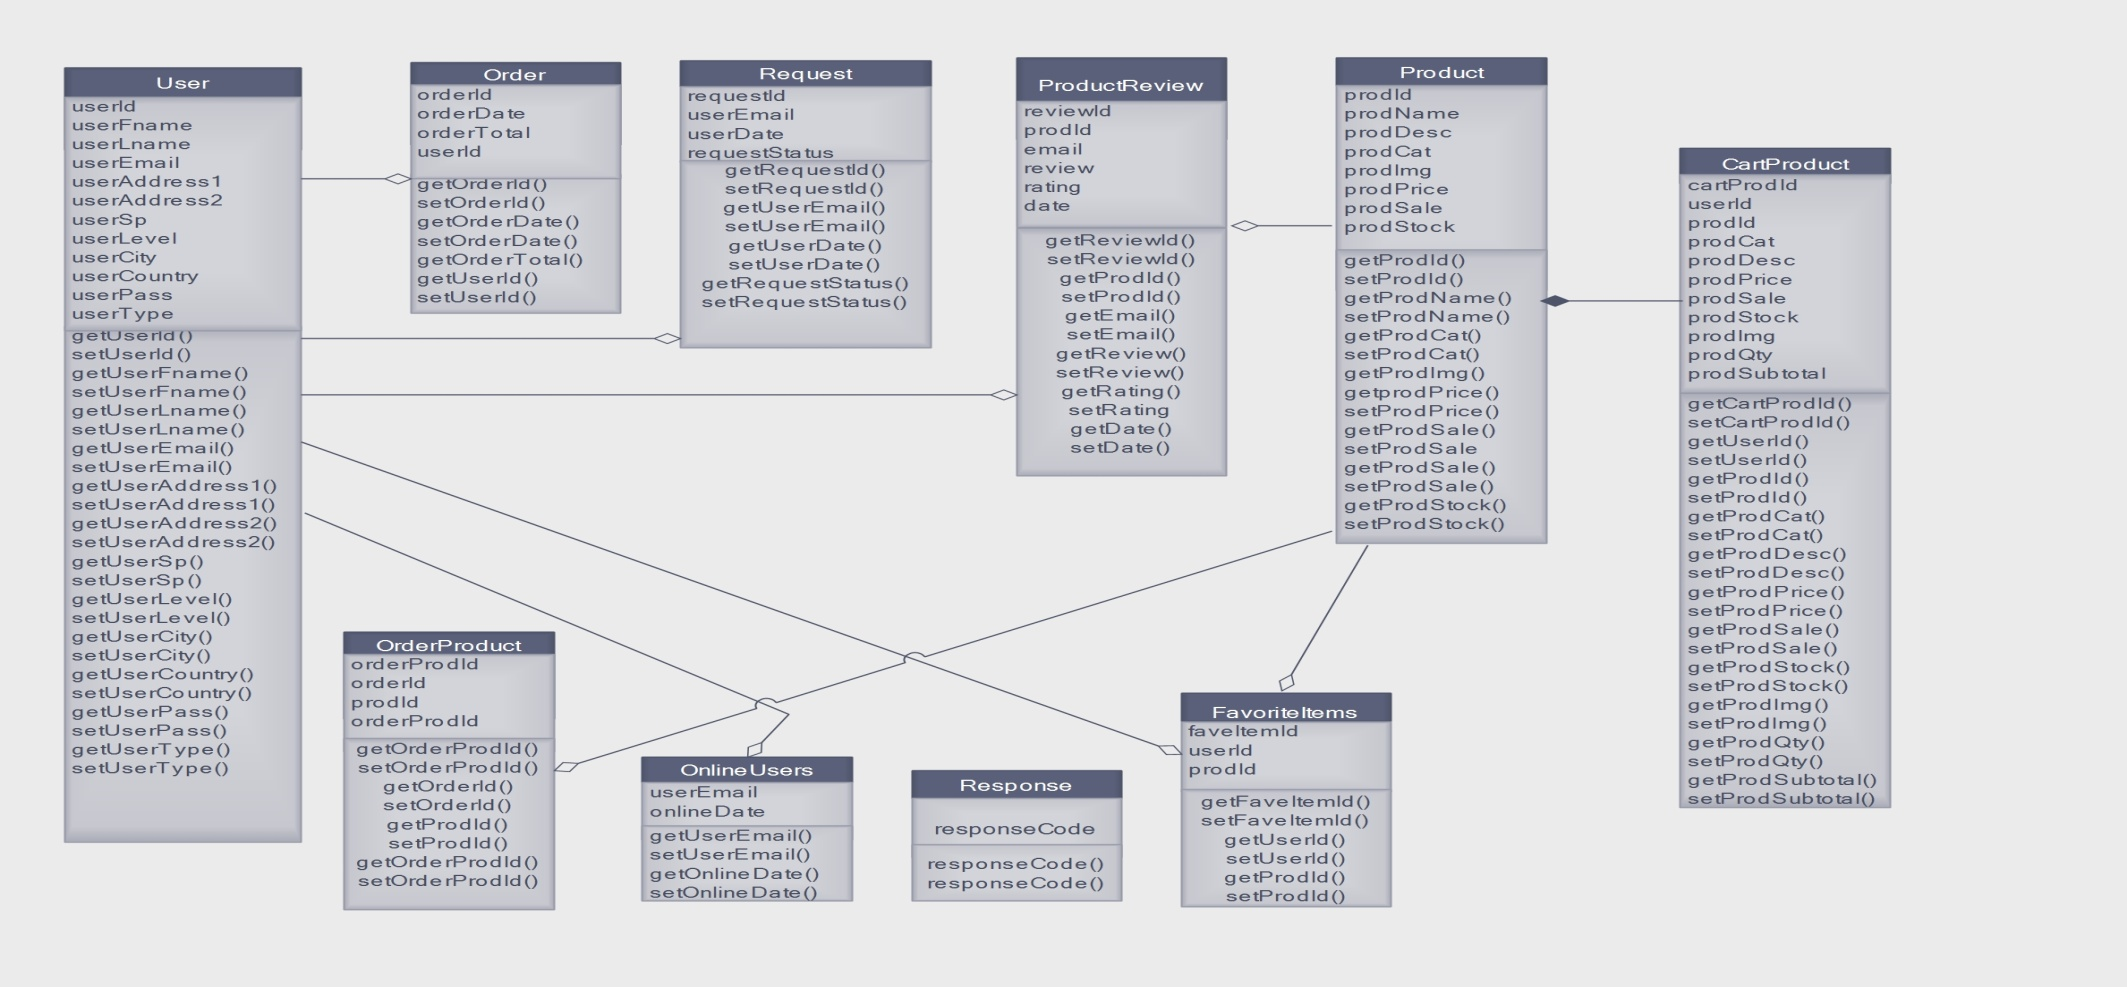 User
userId
userFname
userLname
userEmail
userAddress1
userAddress2
userSp
userLevel
userCity
userCountry
userPass
userType
getUserId()
setUserId()
getUserFname()
setUserFname()
getUserLname()
setUserLname()
getUserEmail()
setUserEmail()
getUserAddress1()
setUserAddress1()
getUserAddress2()
setUserAddress2()
getUserSp()
setUserSp()
getUserLevel()
setUserLevel()
getUserCity()
setUserCity()
getUserCountry()
setUserCountry()
getUserPass()
setUserPass()
getUserType()
setUserType()
Order
orderId
orderDate
orderTotal
userId
getOrderId()
setOrderId()
getOrderDate()
setOrderDate()
getOrderTotal()
getUserId()
setUserId()
Request
requestId
userEmail
userDate
requestStatus
getRequestId()
setRequestId()
getUserEmail()
setUserEmail()
getUserDate()
setUserDate()
getRequestStatus()
setRequestStatus()
ProductReview
reviewId
prodId
email
review
rating
date
getReviewId()
setReviewId()
getProdId()
setProdId()
getEmail()
setEmail()
getReview()
setReview()
getRating()
setRating
getDate()
setDate()
Product
prodId
prodName
prodDesc
prodCat
prodImg
prodPrice
prodSale
prodStock
getProdId()
setProdId()
getProdName()
setProdName()
getProdCat()
setProdCat()
getProdImg()
getprodPrice()
setProdPrice()
getProdSale()
setProdSale
getProdSale()
setProdSale()
getProdStock()
setProdStock()
CartProduct
cartProdId
userId
prodId
prodCat
prodDesc
prodPrice
prodSale
prodStock
prodImg
prodQty
prodSubtotal
getCartProdId()
setCartProdId()
getUserId()
setUserId()
getProdId()
setProdId()
getProdCat()
setProdCat()
getProdDesc()
setProdDesc()
getProdPrice()
setProdPrice()
getProdSale()
setProdSale()
getProdStock()
setProdStock()
getProdImg()
setProdImg()
getProdQty()
setProdQty()
getProdSubtotal()
setProdSubtotal()
OrderProduct
orderProdId
orderId
prodId
orderProdId
getOrderProdId()
setOrderProdId()
getOrderId()
setOrderId()
getProdId()
setProdId()
getOrderProdId()
setOrderProdId()
OnlineUsers
userEmail
onlineDate
getUserEmail()
setUserEmail()
getOnlineDate()
setOnlineDate()
Response
responseCode
responseCode()
responseCode()
FavoriteItems
faveItemId
userId
prodId
getFaveItemId()
setFaveItemId()
getUserId()
setUserId()
getProdId()
setProdId()